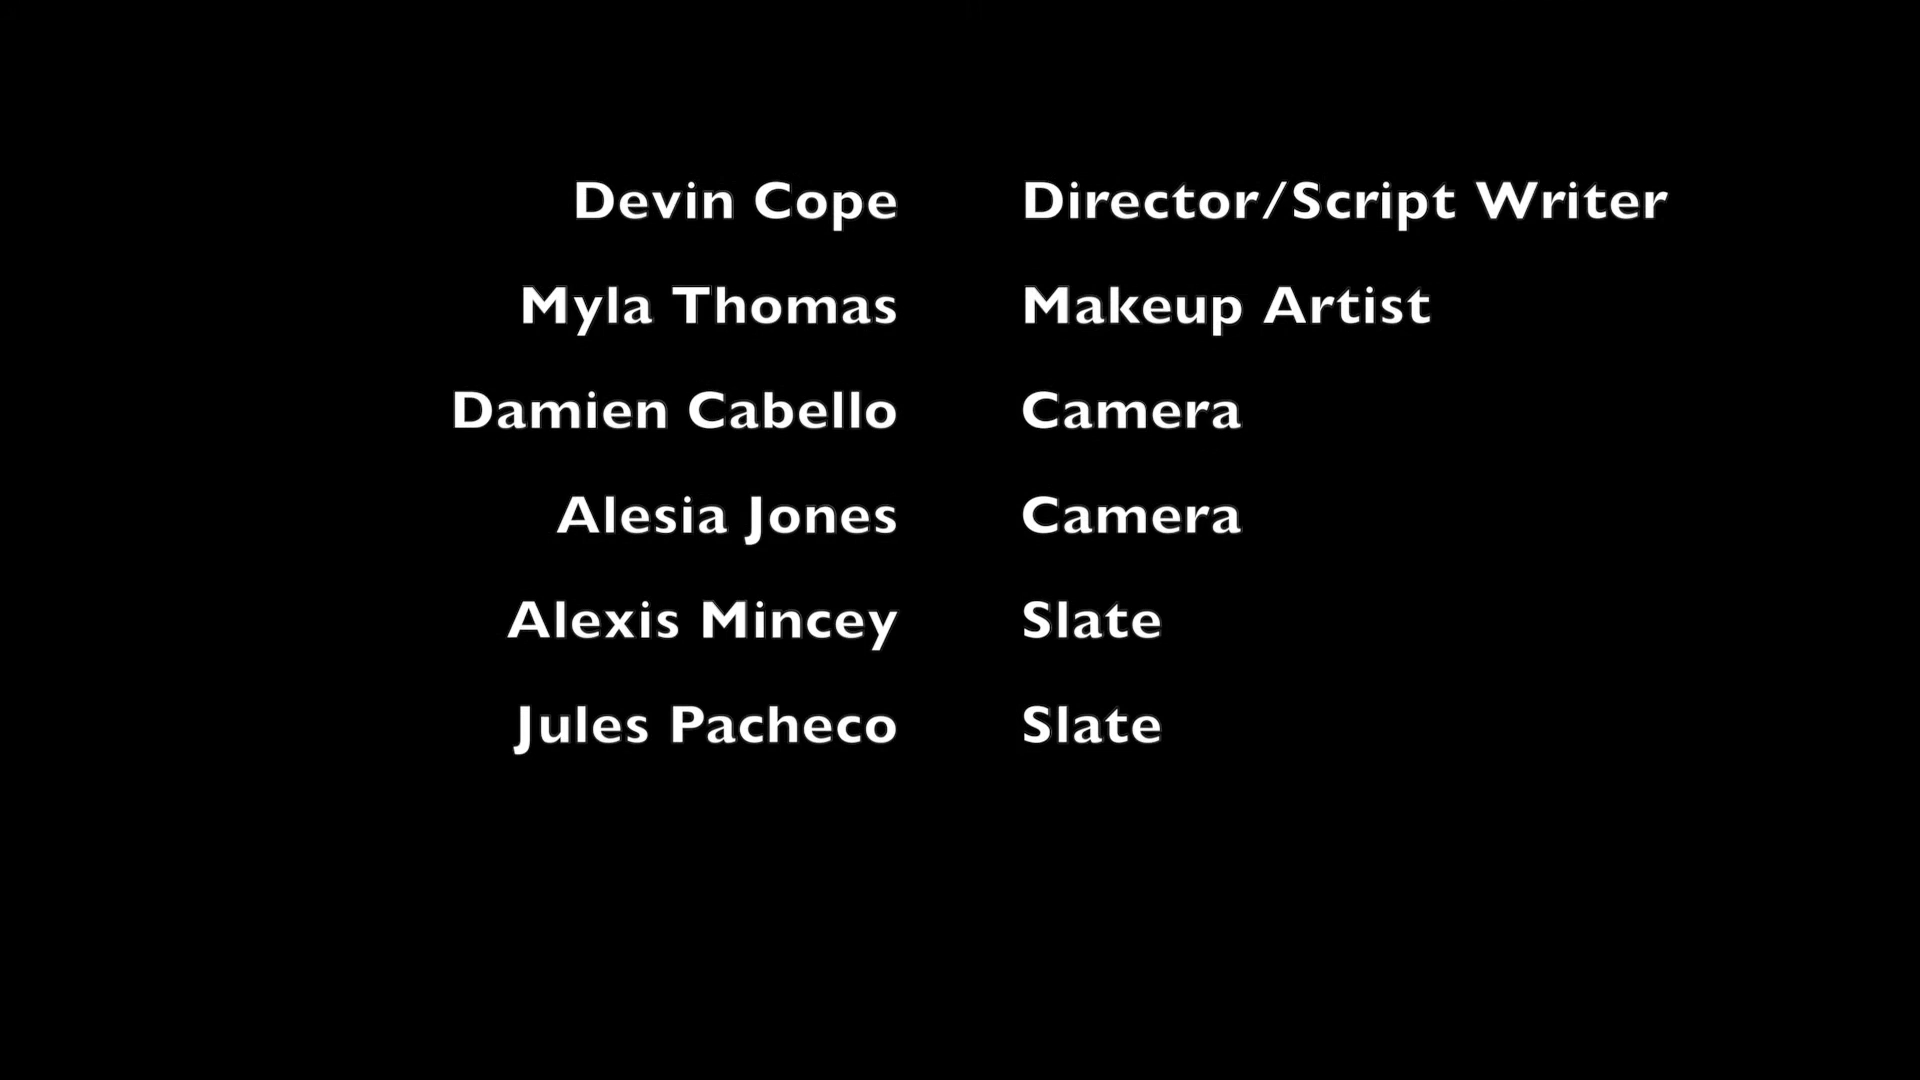 Devin Cope Director/Script Writer
Myla Thomas Makeup Artist
Damien Cabello Camera
Alesia Jones Camera
Alexis Mincey Slate
Jules Pacheco Slate